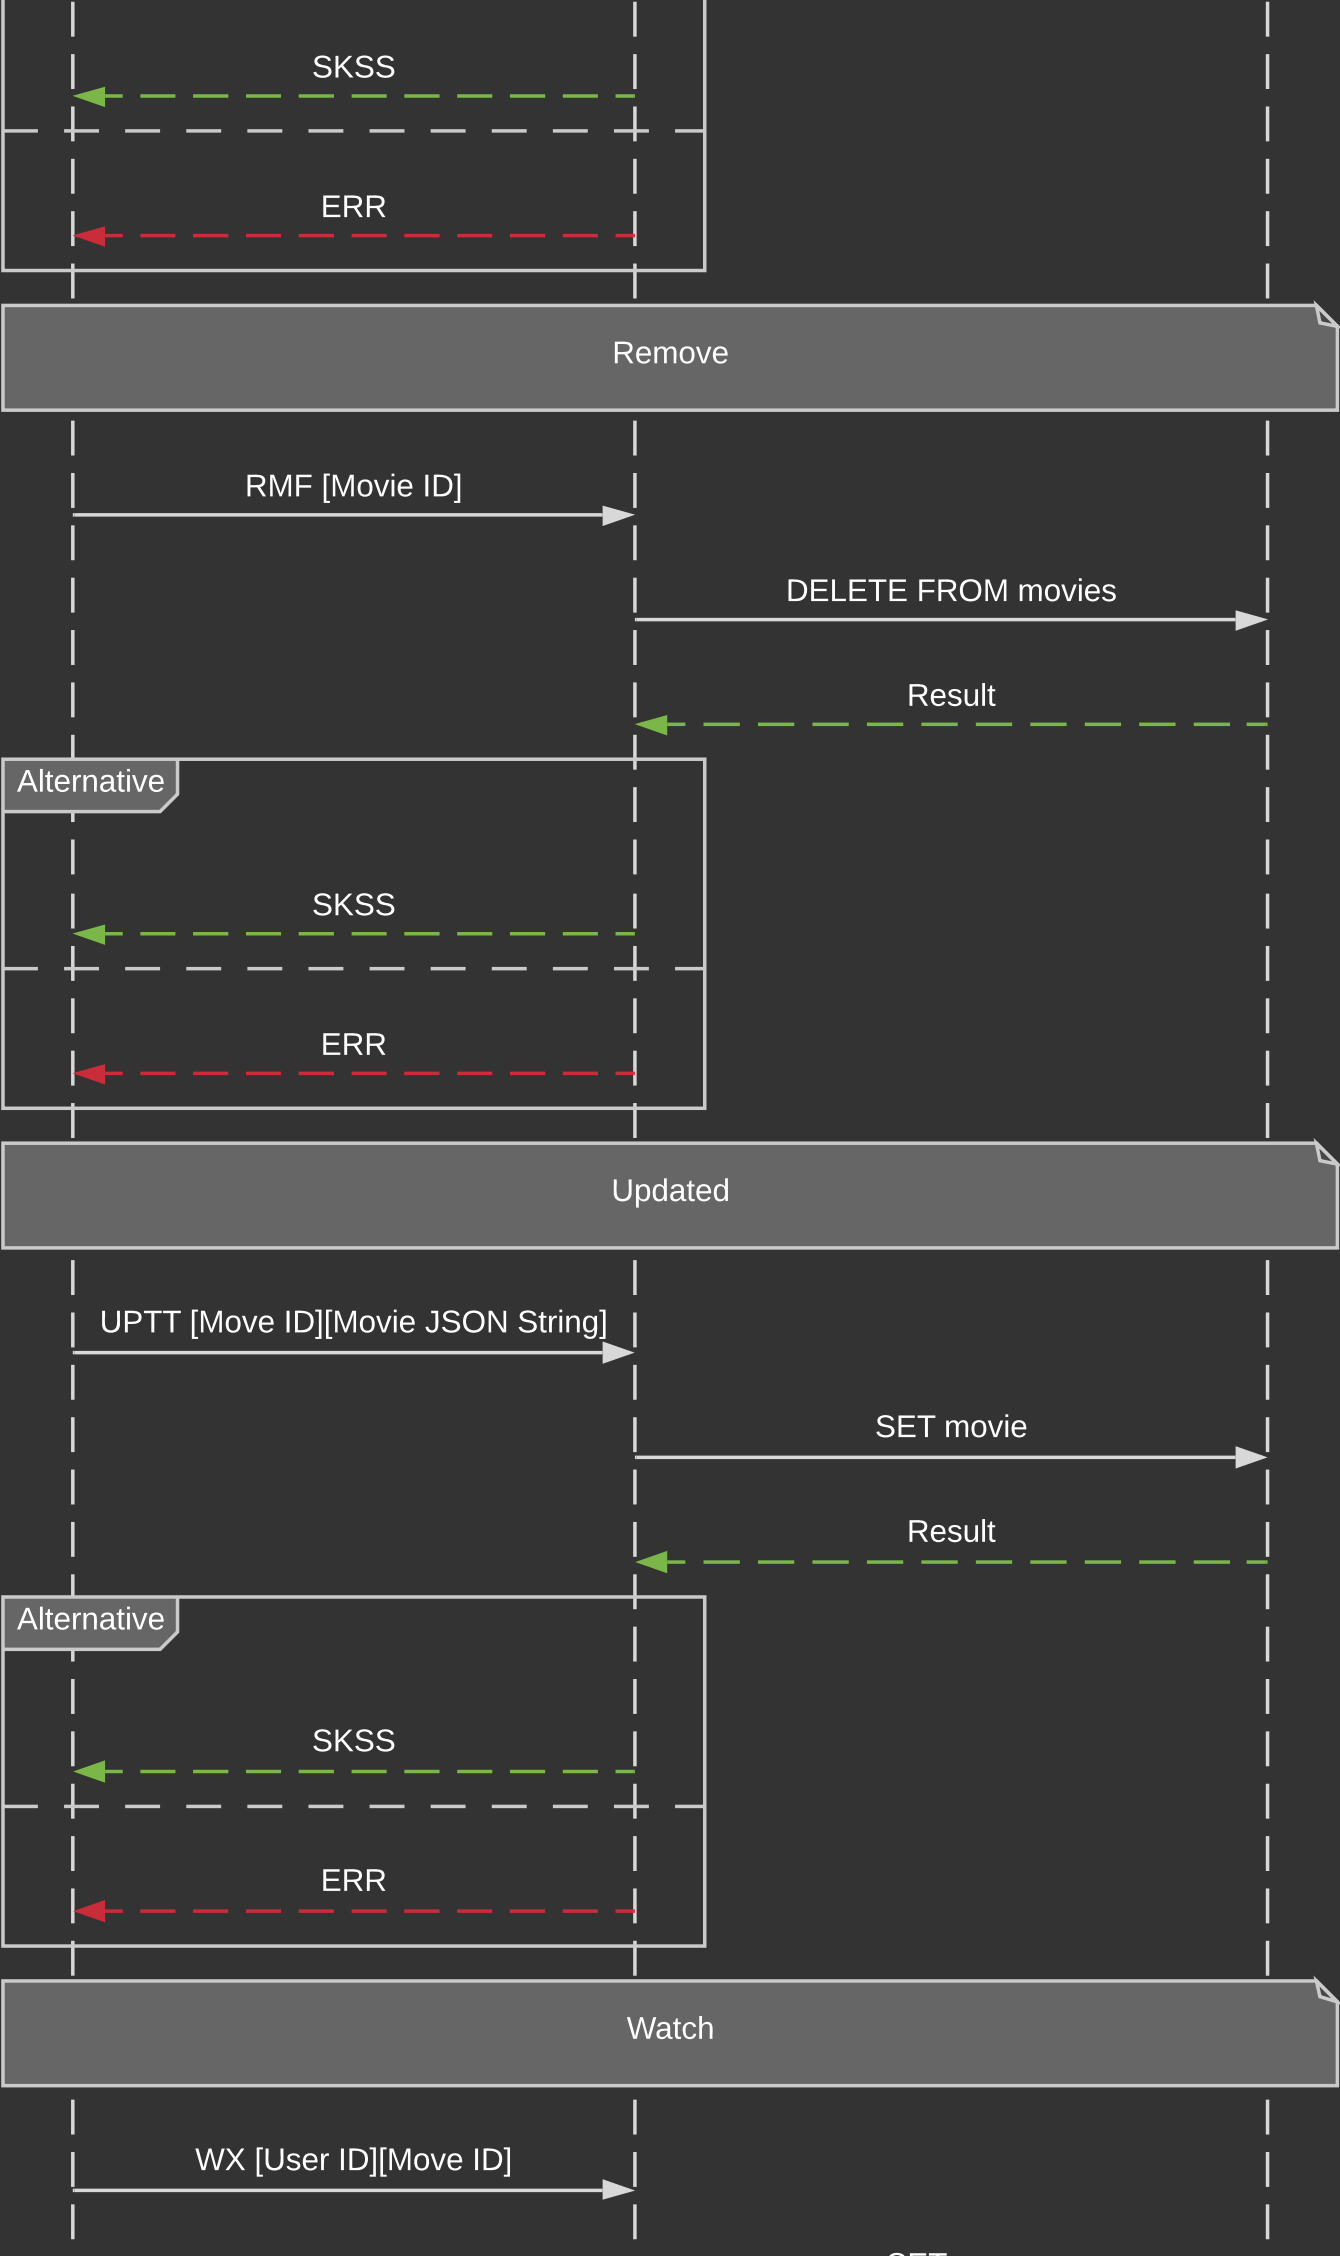 SKSS
ERR
Remove
RMF [Movie ID]
DELETE FROM movies
Result
Alternative
SKSS
ERR
Updated
UPTT [Move ID][Movie JSON String]
SET movie
Result
Alternative
SKSS
ERR
Watch
WX [User ID][Move ID]